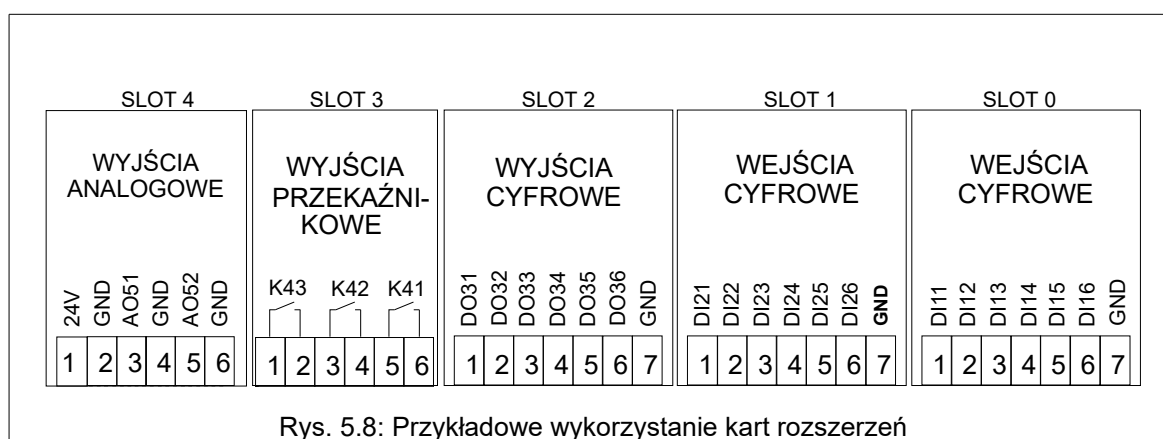 SLOT 4
WYJŚCIA
ANALOGOWE
24V
GND
AO51
GND
AO52
GND
1 2 3 4 5 6
SLOT 3
WYJŚCIA
PRZEKAŹNI-
KOWE
K43 K42 K41
1 2 3 4 5 6
SLOT 2
WYJŚCIA
CYFROWE
DO31
DO32
DO33
DO34
DO35
DO36
GND
1 2 3 4 5 6 7
SLOT 1
WEJŚCIA
CYFROWE
DI21
DI22
DI23
DI24
DI25
DI26
GND
1 2 3 4 5 6 7
SLOT 0
WEJŚCIA
CYFROWE
DI11
DI12
DI13
DI14
DI15
DI16
GND
1 2 3 4 5 6 7
Rys. 5.8: Przykładowe wykorzystanie kart rozszerzeń